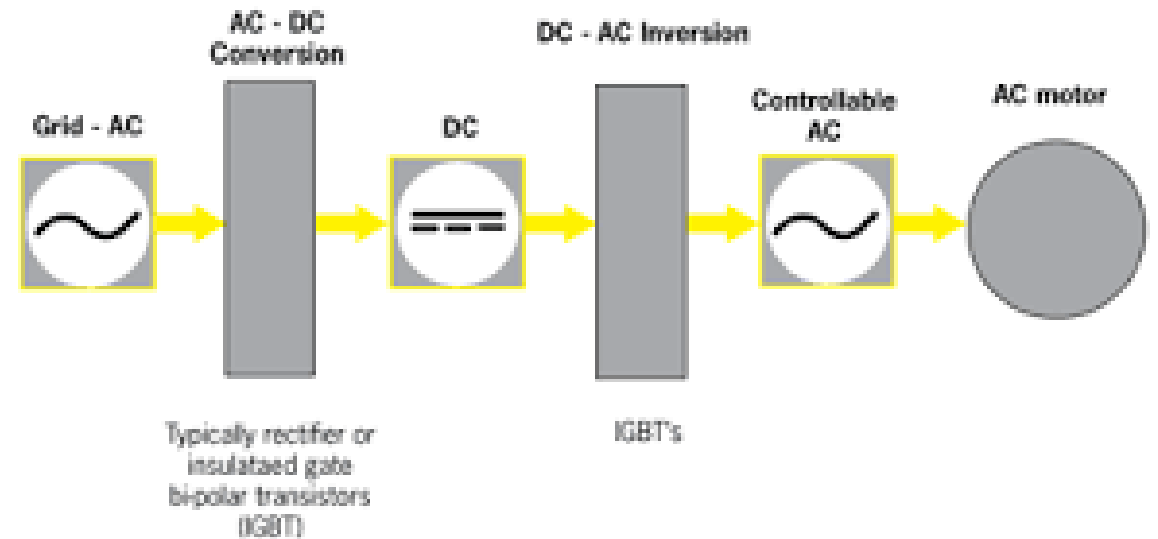 AC - DC
Conversion
DC - AC Inversion
Grid - AC
DC
Controllable
AC
AC motor
Typically rectifier or
insulataed gate
bi-polar transistors
(IGBT)
IGBT's